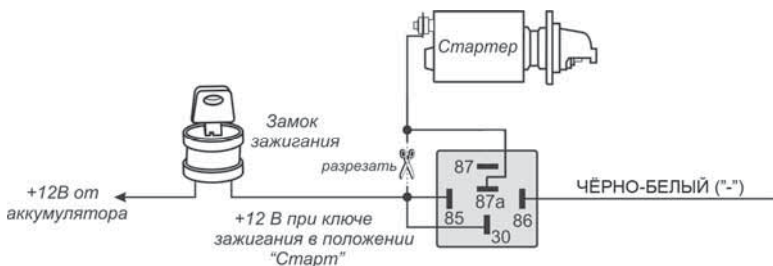 Стартер
Замок
зажигания
разрезать
87
87a
85
86
30
ЧЁРНО-БЕЛЫЙ ("-")
+12В от
аккумулятора
+12 В при ключе
зажигания в положении
"Старт"